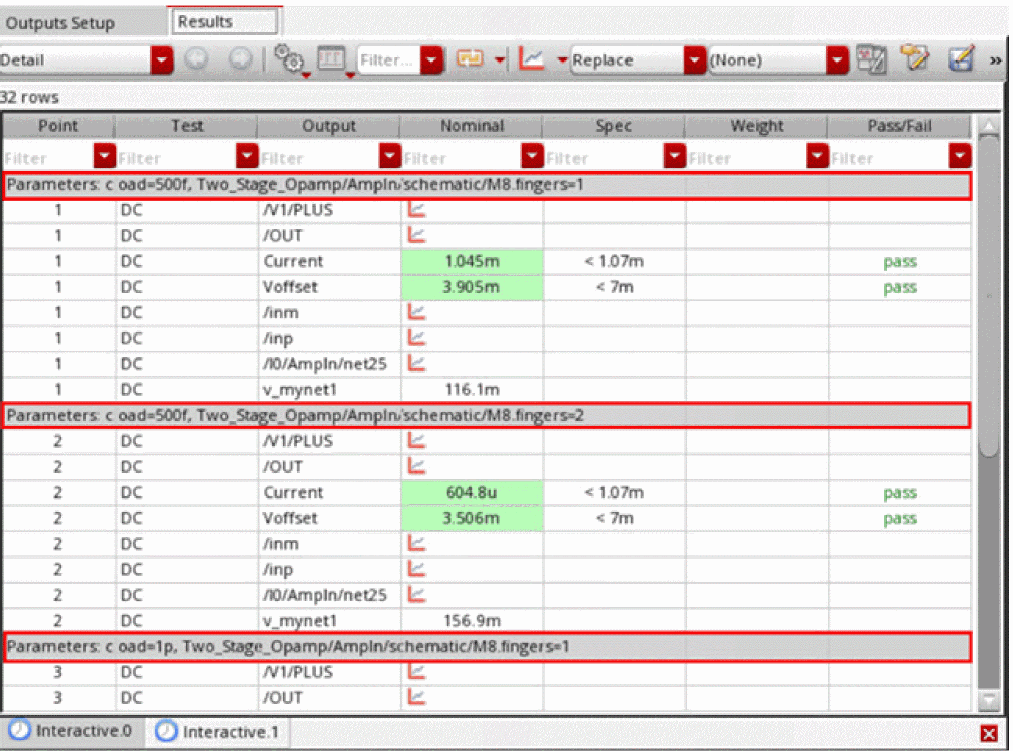 Outputs Setup Results
Detail Filter... Replace (None) »
32 rows
Point Test Output Nominal Spec Weight Pass/Fail
Filter Filter Filter Filter Filter Filter Filter
Parameters: c oad=500f, Two_Stage_Opamp/AmpIn/schematic/M8.fingers=1
1 DC /V1/PLUS
1 DC /OUT
1 DC Current 1.045m < 1.07m pass
1 DC Voffset 3.905m < 7m pass
1 DC /inm
1 DC /inp
1 DC /I0/AmpIn/net25
1 DC v_mynet1 116.1m
Parameters: c oad=500f, Two_Stage_Opamp/AmpIn/schematic/M8.fingers=2
2 DC /V1/PLUS
2 DC /OUT
2 DC Current 604.8u < 1.07m pass
2 DC Voffset 3.506m < 7m pass
2 DC /inm
2 DC /inp
2 DC /I0/AmpIn/net25
2 DC v_mynet1 156.9m
Parameters: c oad=1p, Two_Stage_Opamp/AmpIn/schematic/M8.fingers=1
3 DC /V1/PLUS
3 DC /OUT
Interactive.0 Interactive.1